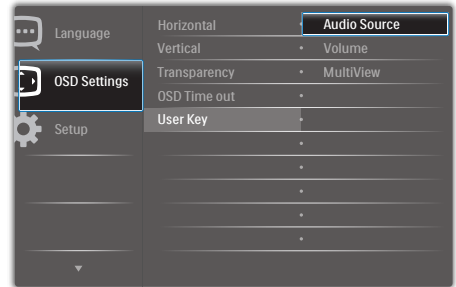 Language
OSD Settings
Setup
Horizontal
Vertical
Transparency
OSD Time out
User Key
Audio Source
Volume
MultiView